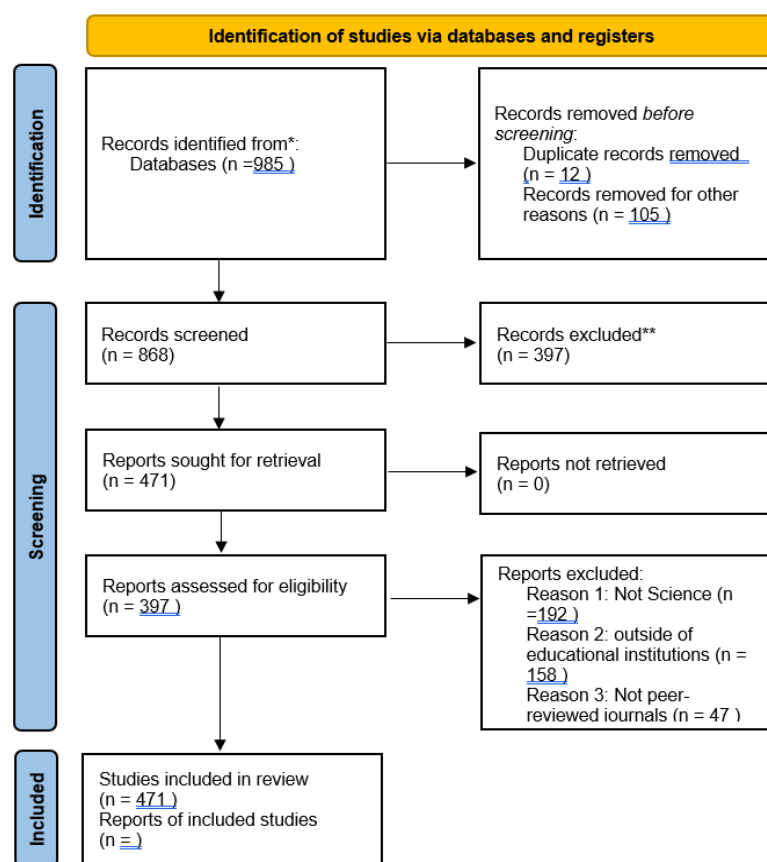 Identification of studies via databases and registers
Identification
Records identified from*:
Databases (n =985 )
Records removed before
screening:
Duplicate records removed
(n = 12 )
Records removed for other
reasons (n = 105 )
Screening
Records screened
(n = 868)
Records excluded**
(n = 397)
Reports sought for retrieval
(n = 471)
Reports not retrieved
(n = 0)
Reports assessed for eligibility
(n = 397 )
Reports excluded:
Reason 1: Not Science (n
=192 )
Reason 2: outside of
educational institutions (n =
158 )
Reason 3: Not peer-
reviewed journals (n = 47 )
Included
Studies included in review
(n = 471 )
Reports of included studies
(n = )